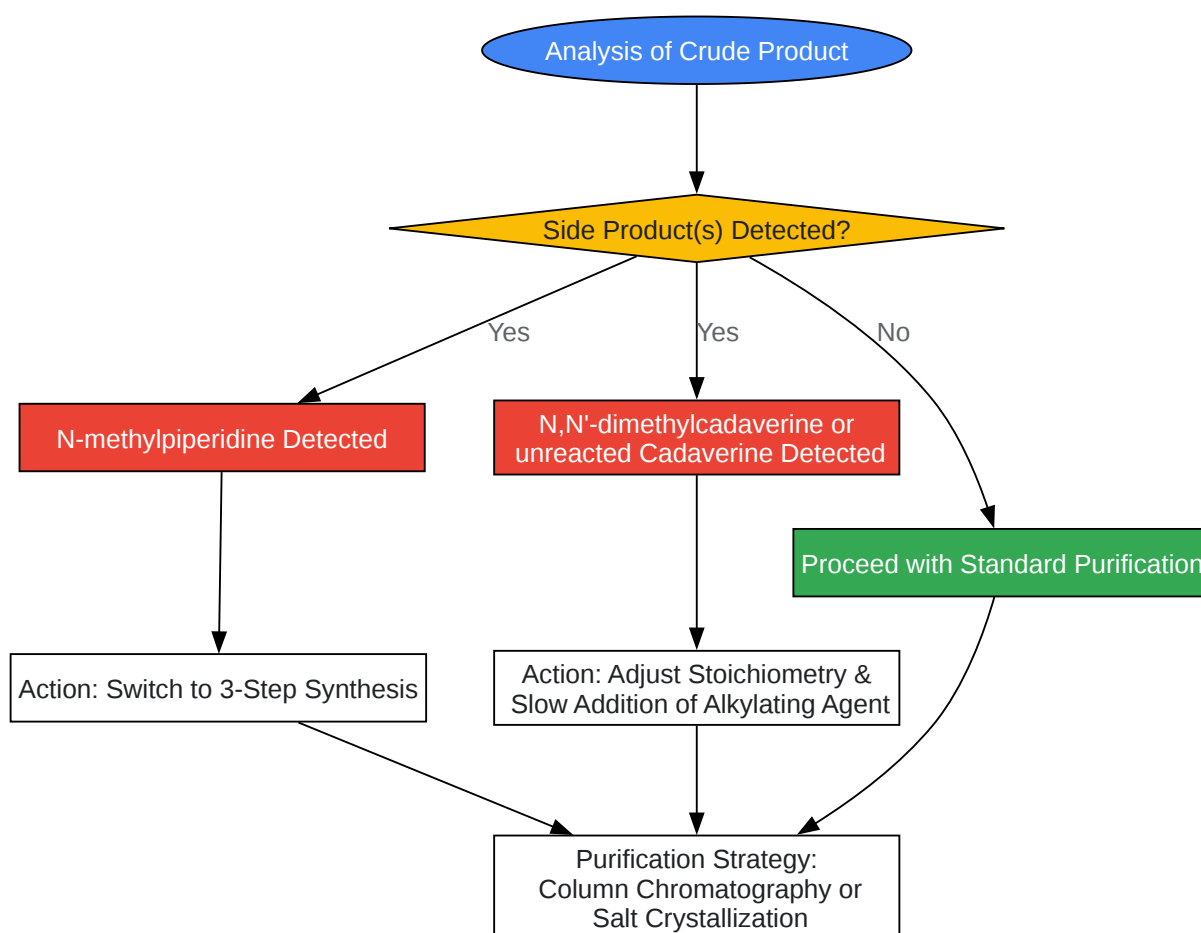 Analysis of Crude Product
Side Product(s) Detected?
Yes
Yes
No
N-methylpiperidine Detected
N,N'-dimethylcadaverine or
unreacted Cadaverine Detected
Proceed with Standard Purification
Action: Switch to 3-Step Synthesis
Action: Adjust Stoichiometry &
Slow Addition of Alkylating Agent
Purification Strategy:
Column Chromatography or
Salt Crystallization